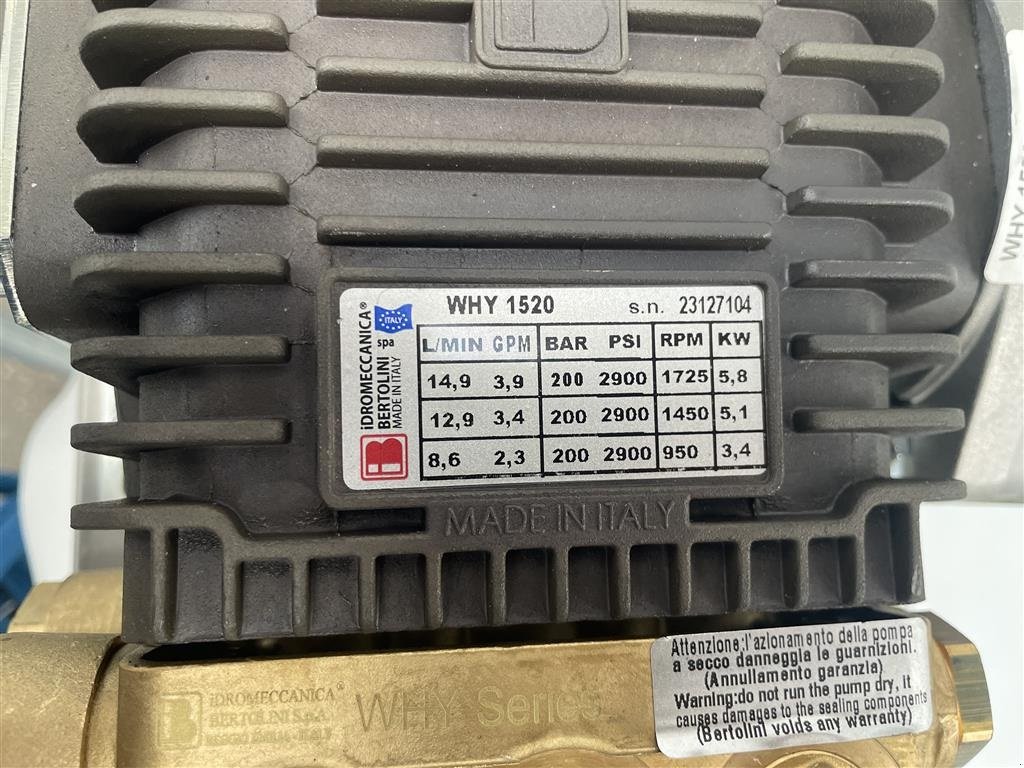 WHY 1520 s.n. 23127104
iDROMECCANICA®
BERTOLINI spa
MADE IN ITALY
ITALY
L/MIN GPM BAR PSI RPM KW
14,9 3,9 200 2900 1725 5,8
12,9 3,4 200 2900 1450 5,1
8,6 2,3 200 2900 950 3,4
MADE IN ITALY
iDROMECCANICA®
BERTOLINI S.p.A.
ITALY
WHY Series
Attenzione:l'azionamento della pompa
a secco danneggia le guarnizioni.
(Annullamento garanzia)
Warning:do not run the pump dry, it
causes damages to the sealing components
(Bertolini voids any warranty)
WHY